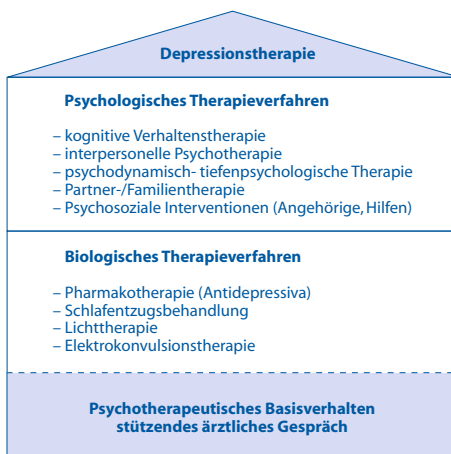 Depressionstherapie
Psychologisches Therapieverfahren
– kognitive Verhaltenstherapie
– interpersonelle Psychotherapie
– psychodynamisch- tiefenpsychologische Therapie
– Partner-/Familientherapie
– Psychosoziale Interventionen (Angehörige, Hilfen)
Biologisches Therapieverfahren
– Pharmakotherapie (Antidepressiva)
– Schlafentzugsbehandlung
– Lichttherapie
– Elektrokonvulsionstherapie
Psychotherapeutisches Basisverhalten
stützendes ärztliches Gespräch